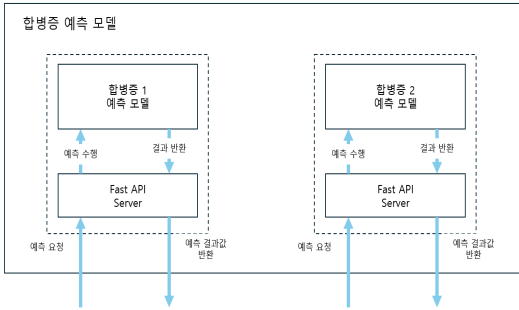 합병증 예측 모델
합병증 1
예측 모델
합병증 2
예측 모델
예측 수행
결과 반환
예측 수행
결과 반환
Fast API
Server
Fast API
Server
예측 요청
예측 결과값
반환
예측 요청
예측 결과값
반환